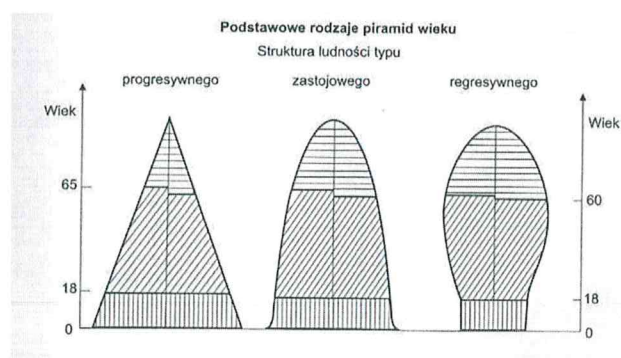 Podstawowe rodzaje piramid wieku
Struktura ludności typu
progresywnego zastojowego regresywnego
Wiek Wiek
65 60
18 18
0 0